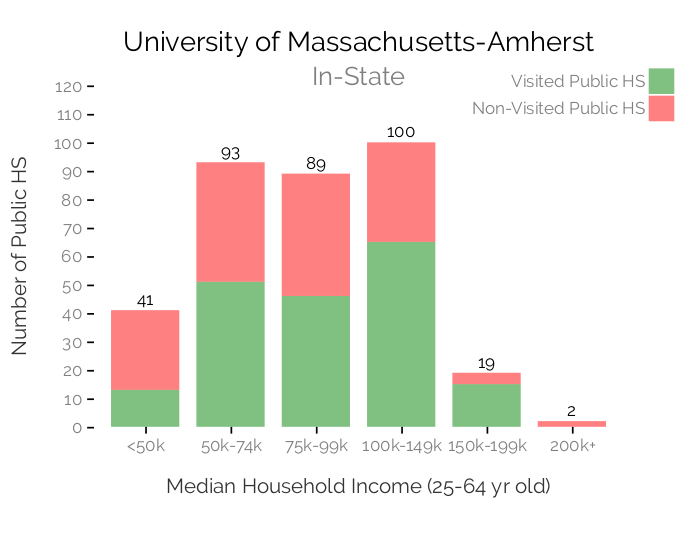 University of Massachusetts-Amherst
In-State
Visited Public HS
Non-Visited Public HS
Number of Public HS
120
110
100
90
80
70
60
50
40
30
20
10
0
41
93
89
100
19
2
<50k
50k-74k
75k-99k
100k-149k
150k-199k
200k+
Median Household Income (25-64 yr old)